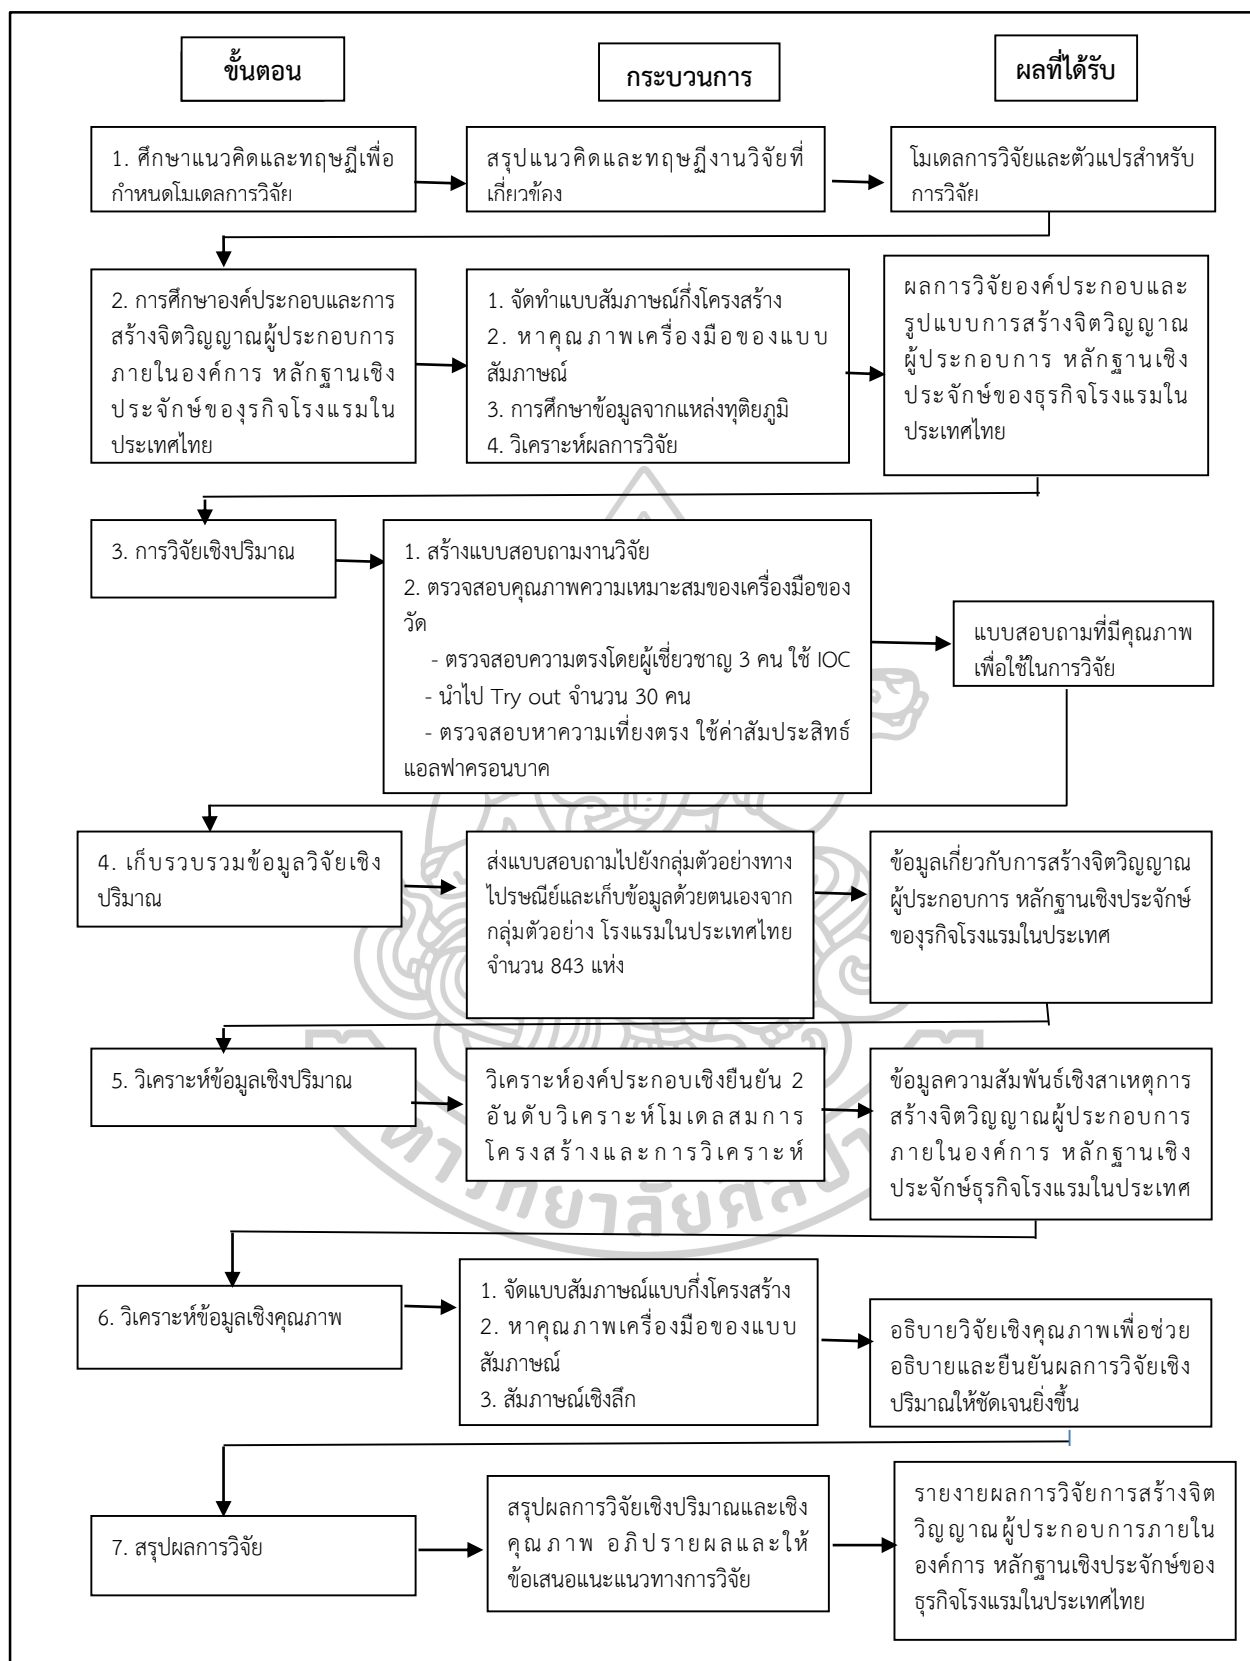 ขั้นตอน
กระบวนการ
ผลที่ได้รับ
1. ศึกษาแนวคิดและทฤษฎีเพื่อ
กำหนดโมเดลการวิจัย
สรุปแนวคิดและทฤษฎีงานวิจัยที่
เกี่ยวข้อง
โมเดลการวิจัยและตัวแปรสำหรับ
การวิจัย
2. การศึกษาองค์ประกอบและการ
สร้างจิตวิญญาณผู้ประกอบการ
ภายในองค์การ หลักฐานเชิง
ประจักษ์ของุรกิจโรงแรมใน
ประเทศไทย
1. จัดทำแบบสัมภาษณ์กึ่งโครงสร้าง
2. หาคุณภาพเครื่องมือของแบบ
สัมภาษณ์
3. การศึกษาข้อมูลจากแหล่งทุติยภูมิ
4. วิเคราะห์ผลการวิจัย
ผลการวิจัยองค์ประกอบและ
รูปแบบการสร้างจิตวิญญาณ
ผู้ประกอบการ หลักฐานเชิง
ประจักษ์ของธุรกิจโรงแรมใน
ประเทศไทย
3. การวิจัยเชิงปริมาณ
1. สร้างแบบสอบถามงานวิจัย
2. ตรวจสอบคุณภาพความเหมาะสมของเครื่องมือของ
วัด
- ตรวจสอบความตรงโดยผู้เชี่ยวชาญ 3 คน ใช้ IOC
- นำไป Try out จำนวน 30 คน
- ตรวจสอบหาความเที่ยงตรง ใช้ค่าสัมประสิทธ์
แอลฟาครอนบาค
แบบสอบถามที่มีคุณภาพ
เพื่อใช้ในการวิจัย
4. เก็บรวบรวมข้อมูลวิจัยเชิง
ปริมาณ
ส่งแบบสอบถามไปยังกลุ่มตัวอย่างทาง
ไปรษณีย์และเก็บข้อมูลด้วยตนเองจาก
กลุ่มตัวอย่าง โรงแรมในประเทศไทย
จำนวน 843 แห่ง
ข้อมูลเกี่ยวกับการสร้างจิตวิญญาณ
ผู้ประกอบการ หลักฐานเชิงประจักษ์
ของุรกิจโรงแรมในประเทศ
5. วิเคราะห์ข้อมูลเชิงปริมาณ
วิเคราะห์องค์ประกอบเชิงยืนยัน 2
อันดับวิเคราะห์โมเดลสมการ
โครงสร้างและการวิเคราะห์
ข้อมูลความสัมพันธ์เชิงสาเหตุการ
สร้างจิตวิญญาณผู้ประกอบการ
ภายในองค์การ หลักฐานเชิง
ประจักษ์ธุรกิจโรงแรมในประเทศ
6. วิเคราะห์ข้อมูลเชิงคุณภาพ
1. จัดแบบสัมภาษณ์แบบกึ่งโครงสร้าง
2. หาคุณภาพเครื่องมือของแบบ
สัมภาษณ์
3. สัมภาษณ์เชิงลึก
อธิบายวิจัยเชิงคุณภาพเพื่อช่วย
อธิบายและยืนยันผลการวิจัยเชิง
ปริมาณให้ชัดเจนยิ่งขึ้น
7. สรุปผลการวิจัย
สรุปผลการวิจัยเชิงปริมาณและเชิง
คุณภาพ อภิปรายผลและให้
ข้อเสนอแนะแนวทางการวิจัย
รายงายผลการวิจัยการสร้างจิต
วิญญาณผู้ประกอบการภายใน
องค์การ หลักฐานเชิงประจักษ์ของ
ธุรกิจโรงแรมในประเทศไทย